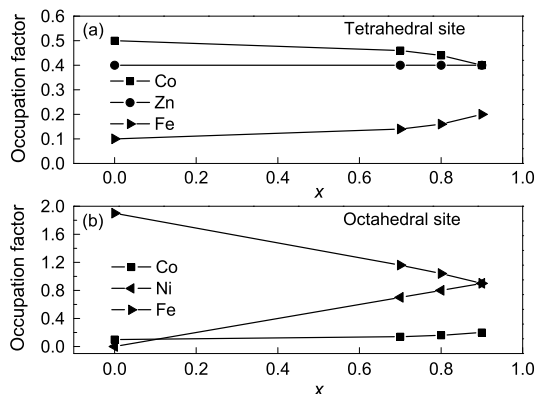 (a)
Tetrahedral site
Occupation factor
0.6
0.5
0.4
0.3
0.2
0.1
0.0
Co
Zn
Fe
0.0 0.2 0.4 0.6 0.8 1.0
x
(b)
Octahedral site
Occupation factor
2.0
1.6
1.2
0.8
0.4
0.0
Co
Ni
Fe
0.0 0.2 0.4 0.6 0.8 1.0
x